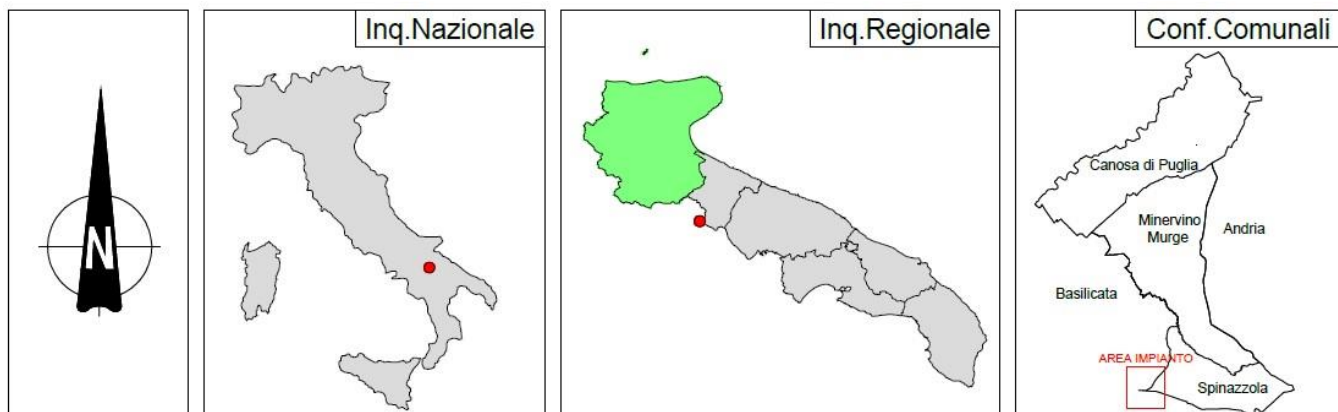 N
Inq.Nazionale
Inq.Regionale
Conf.Comunali
Canosa di Puglia
Minervino
Murge
Andria
Basilicata
AREA IMPIANTO
Spinazzola